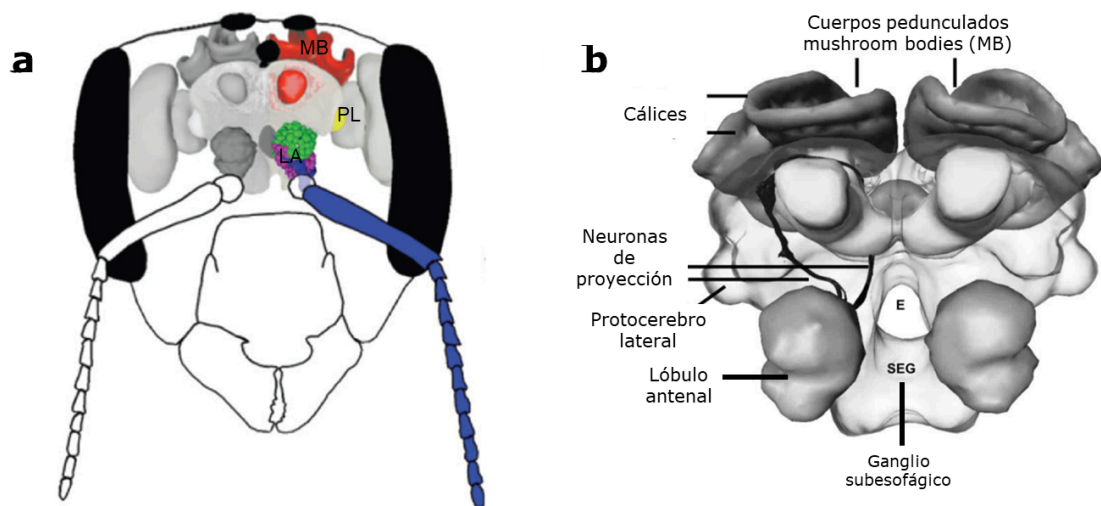 a
MB
PL
LA
b
Cuerpos pedunculados
mushroom bodies (MB)
Cálices
Neuronas
de
proyección
Protocerebro
lateral
Lóbulo
antenal
E
SEG
Ganglio
subesofágico